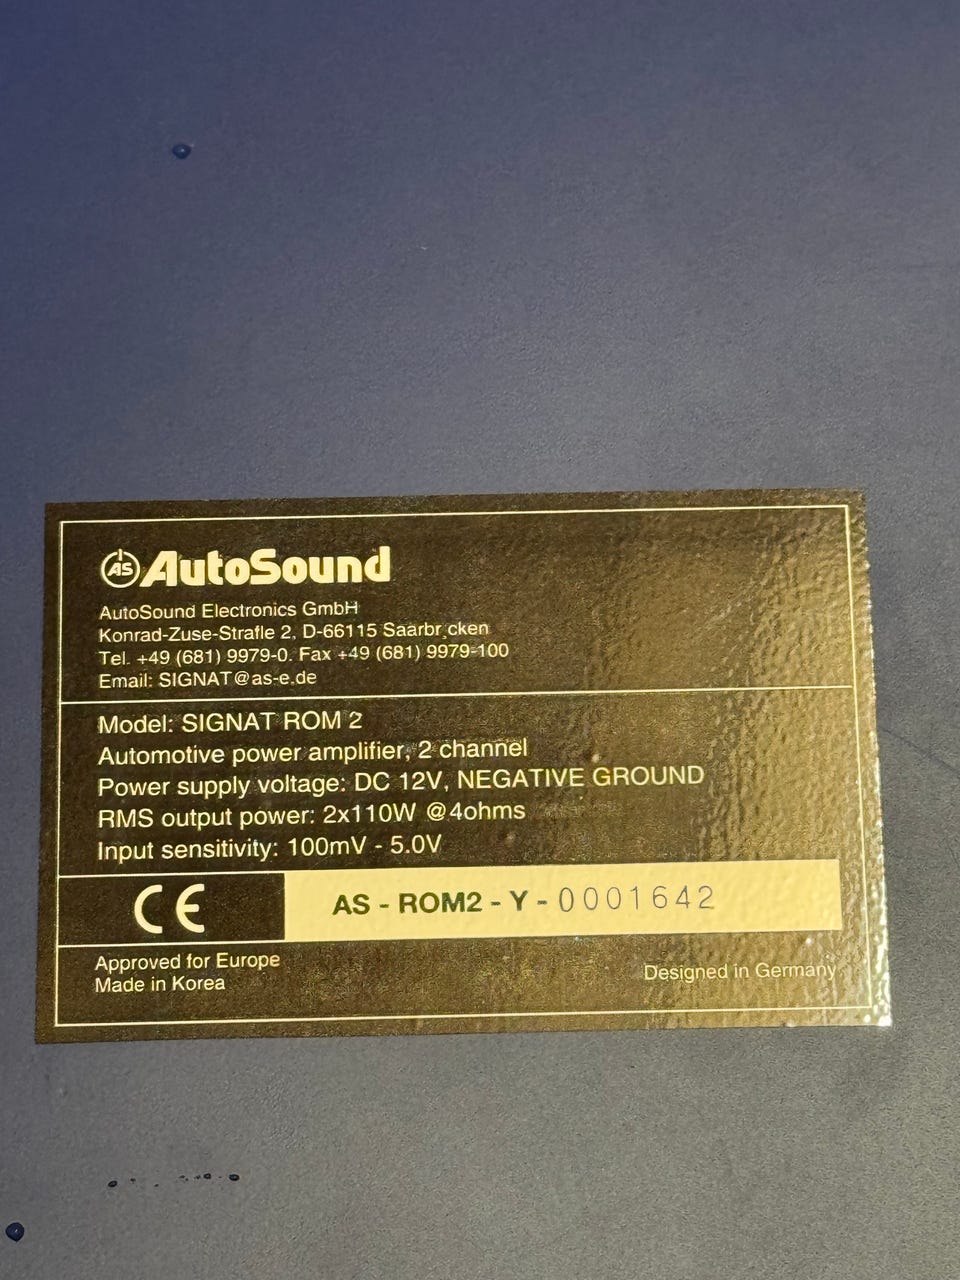 AS AutoSound
AutoSound Electronics GmbH
Konrad-Zuse-Strafle 2, D-66115 Saarbr¸cken
Tel. +49 (681) 9979-0. Fax +49 (681) 9979-100
Email: SIGNAT@as-e.de
Model: SIGNAT ROM 2
Automotive power amplifier, 2 channel
Power supply voltage: DC 12V, NEGATIVE GROUND
RMS output power: 2x110W @4ohms
Input sensitivity: 100mV - 5.0V
CE AS - ROM2 - Y - 0001642
Approved for Europe
Made in Korea
Designed in Germany